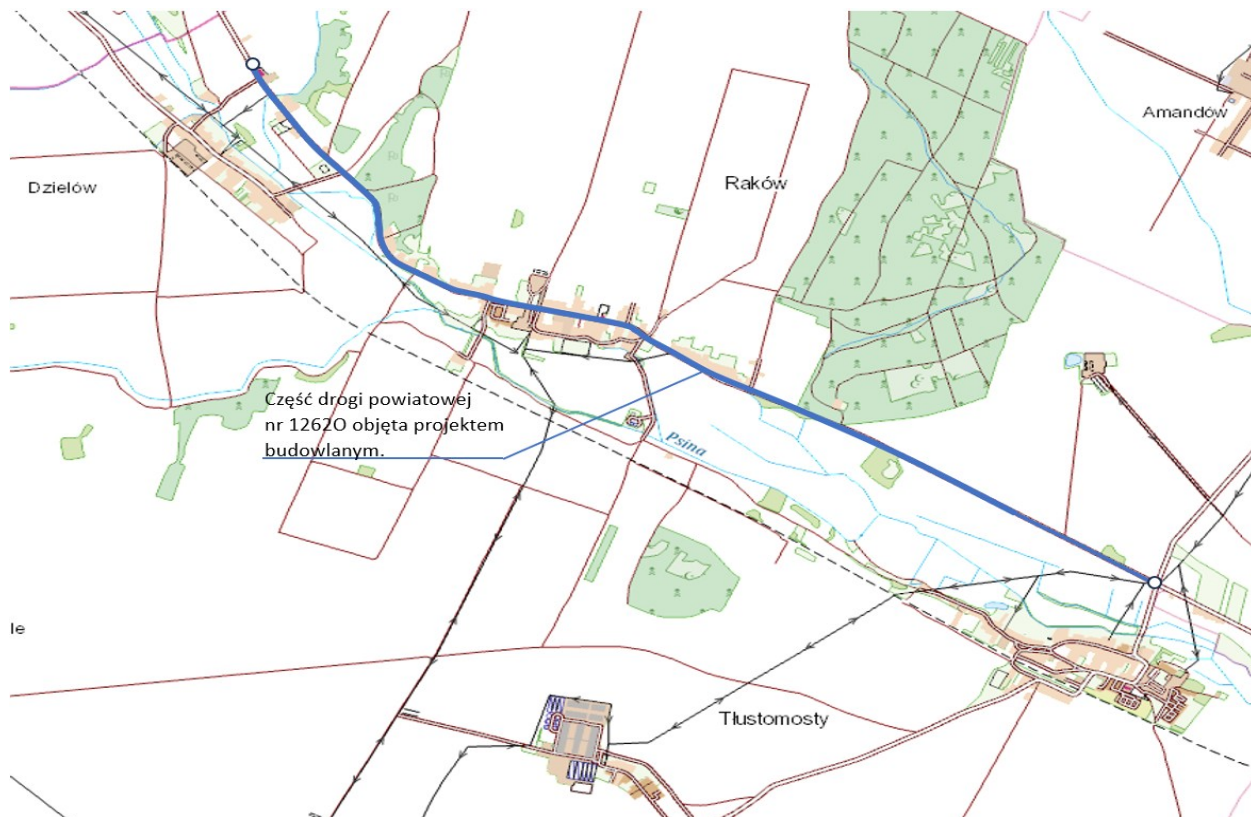 Amandów
Dzielów
Raków
Część drogi powiatowej
nr 1262O objęta projektem
budowlanym.
Psina
le
Tłustomosty